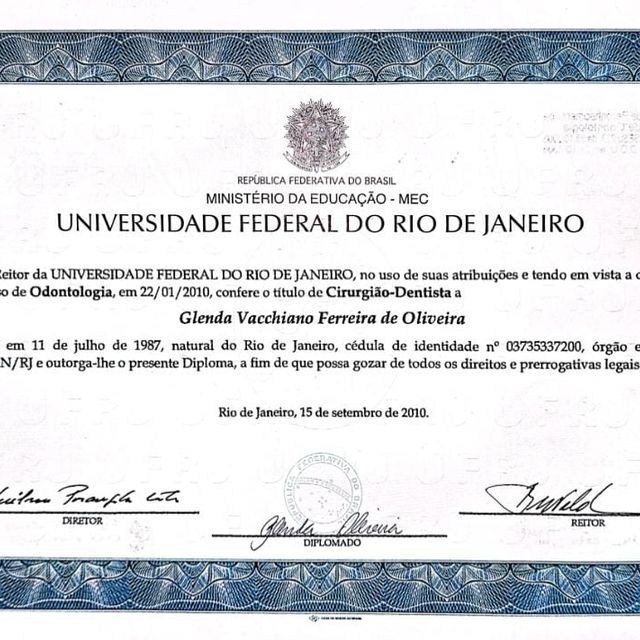 REPÚBLICA FEDERATIVA DO BRASIL
MINISTÉRIO DA EDUCAÇÃO - MEC
UNIVERSIDADE FEDERAL DO RIO DE JANEIRO
Reitor da UNIVERSIDADE FEDERAL DO RIO DE JANEIRO, no uso de suas atribuições e tendo em vista a
de Odontologia, em 22/01/2010, confere o título de Cirurgião-Dentista a
Glenda Vacchiano Ferreira de Oliveira
em 11 de julho de 1987, natural do Rio de Janeiro, cédula de identidade nº 03735337200, órgão
N/RJ e outorga-lhe o presente Diploma, a fim de que possa gozar de todos os direitos e prerrogativas legais
Rio de Janeiro, 15 de setembro de 2010.
Glenda Oliveira
DIRETOR
DIPLOMADO
REITOR